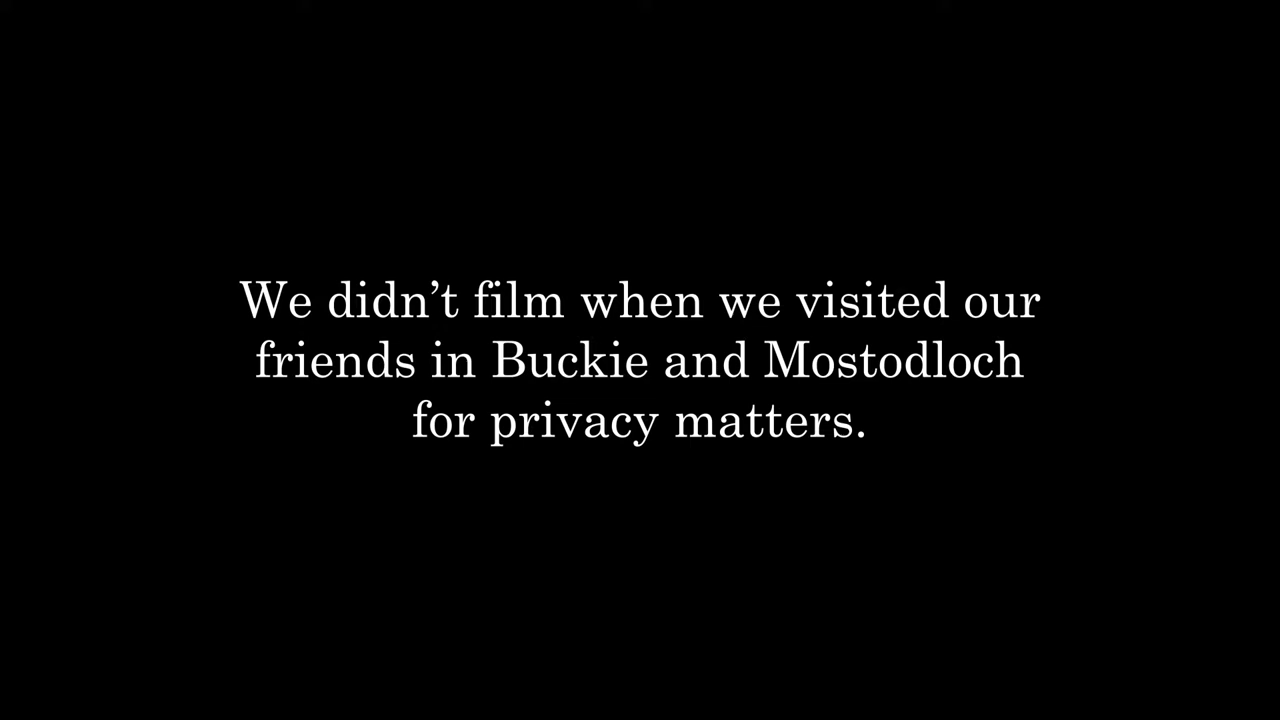 We didn’t film when we visited our
friends in Buckie and Mostodloch
for privacy matters.